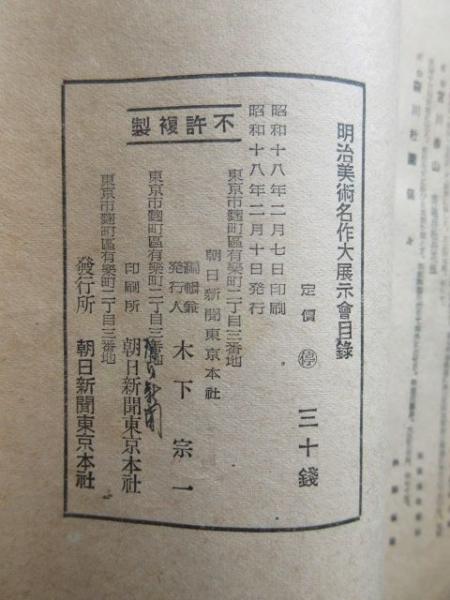 明治美術名作大展示會目錄
定價 ㊡ 三十錢
昭和十八年二月七日印刷
昭和十八年二月十日發行
不許複製
東京市麴町區有樂町二丁目三番地
朝日新聞東京本社
編輯兼
發行人 木下宗一
東京市麴町區有樂町二丁目三番地
印刷所 朝日新聞東京本社
東京市麴町區有樂町二丁目三番地
發行所 朝日新聞東京本社